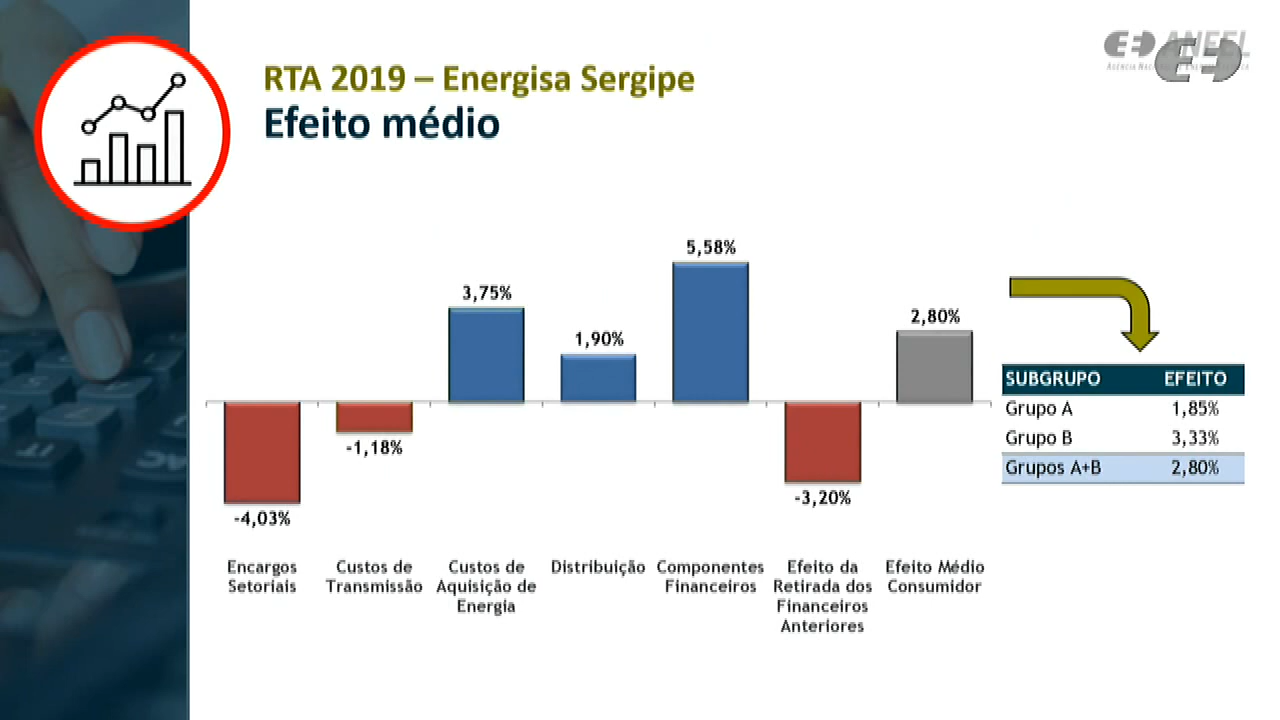 ANEEL
RTA 2019 – Energisa Sergipe
Efeito médio
5,58%
3,75%
2,80%
1,90%
-1,18%
-3,20%
-4,03%
Encargos
Setoriais
Custos de
Transmissão
Custos de
Aquisição de
Energia
Distribuição
Componentes
Financeiros
Efeito da
Retirada dos
Financeiros
Anteriores
Efeito Médio
Consumidor
SUBGRUPO EFEITO
Grupo A 1,85%
Grupo B 3,33%
Grupos A+B 2,80%